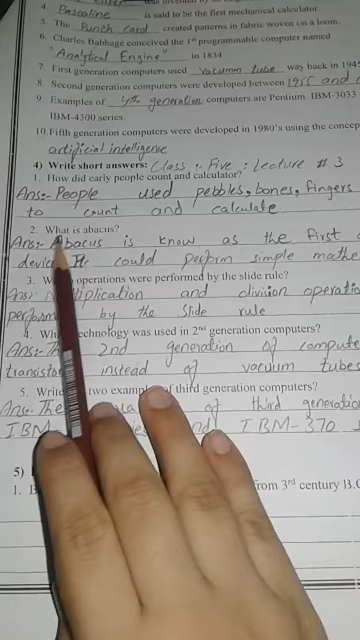 4. Pascaline is said to be the first mechanical calculator
5. The Punch card created patterns in fabric woven on a loom.
6. Charles Babbage conceived the 1st programmable computer named
"Analytical Engine" in 1834
7. First generation computers used vacumm tube way back in 194
8. Second generation computers were developed between 1955 and
9. Examples of 4th generation computers are Pentium. IBM-3033
IBM-4300 series.
10.Fifth generation computers were developed in 1980's using the concep
artificial intelligense
4) Write short answers: Class :- Five ; Lecture # 3
1. How did early people count and calculator?
Ans:- People used pebbles, bones, fingers
to count and calculate
2. What is abacus?
Ans:- Abacus is know as the first
device. It could perform simple mathe
3. operations were performed by the slide rule?
Ans: and division operatio
perform by the Slide rule
4. technology was used in 2nd generation computers?
Ans:- 2nd generation of compute
transistor instead of vacuum tubes
5. Write two of third generation computers?
Ans:- The of third generation
IBM IBM-370
5)
1. from 3rd century B.C